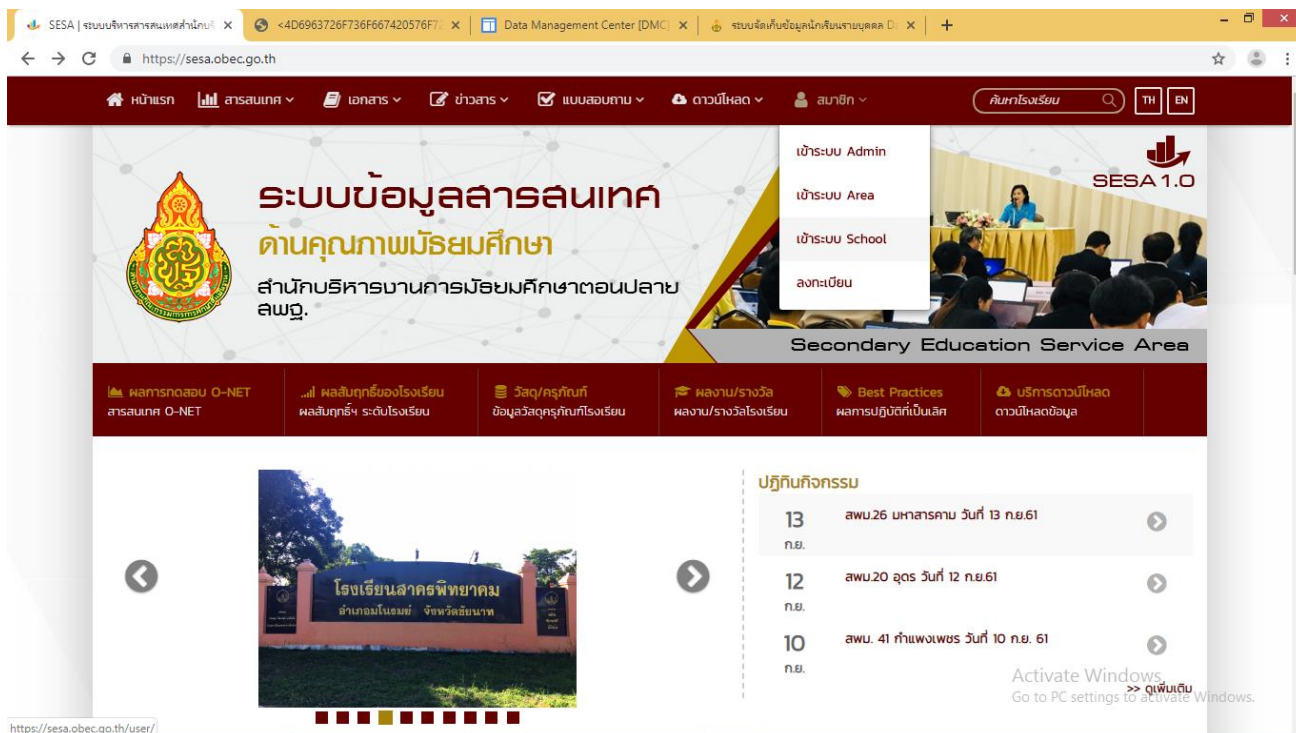 SESA | ระบบบริหารสารสนเทศสำนักบริ
<4D6963726F736F667420576F72
Data Management Center [DMC]
ระบบจัดเก็บข้อมูลนักเรียนรายบุคคล Da
https://sesa.obec.go.th
หน้าแรก สารสนเทศ เอกสาร ข่าวสาร แบบสอบถาม ดาวน์โหลด สมาชิก ค้นหาโรงเรียน TH EN
เข้าระบบ Admin
เข้าระบบ Area
เข้าระบบ School
ลงทะเบียน
SESA 1.0
ระบบข้อมูลสารสนเทศ
ด้านคุณภาพมัธยมศึกษา
สำนักบริหารงานการมัธยมศึกษาตอนปลาย
สพฐ.
Secondary Education Service Area
ผลการทดสอบ O-NET
สารสนเทศ O-NET
ผลสัมฤทธิ์ของโรงเรียน
ผลสัมฤทธิ์ฯ ระดับโรงเรียน
วัสดุ/ครุภัณฑ์
ข้อมูลวัสดุครุภัณฑ์โรงเรียน
ผลงาน/รางวัล
ผลงาน/รางวัลโรงเรียน
Best Practices
ผลการปฏิบัติที่เป็นเลิศ
บริการดาวน์โหลด
ดาวน์โหลดข้อมูล
โรงเรียนสาครพิทยาคม
อำเภอมโนรมย์ จังหวัดชัยนาท
ปฏิทินกิจกรรม
13 สพม.26 มหาสารคาม วันที่ 13 ก.ย.61
ก.ย.
12 สพม.20 อุดร วันที่ 12 ก.ย.61
ก.ย.
10 สพม. 41 กำแพงเพชร วันที่ 10 ก.ย. 61
ก.ย.
>> ดูเพิ่มเติม
Activate Windows
Go to PC settings to activate Windows.
https://sesa.obec.go.th/user/